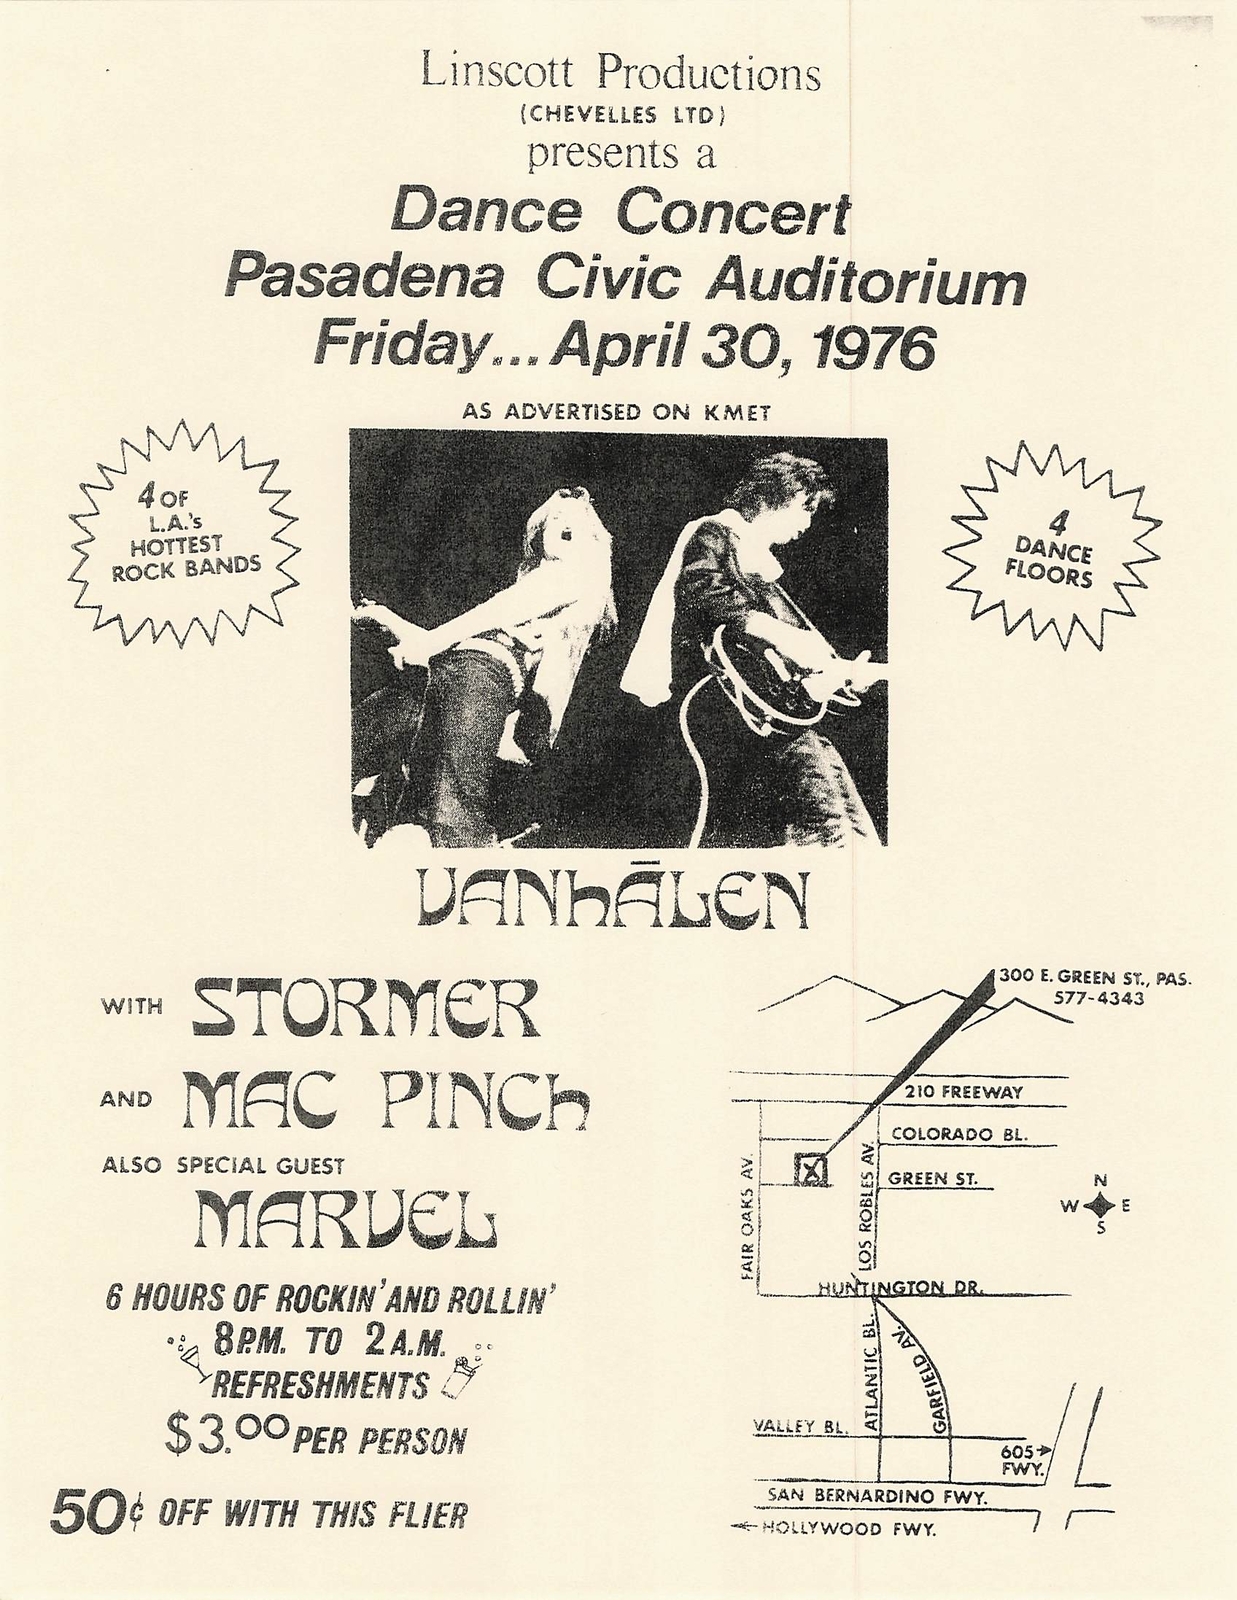 Linscott Productions
(CHEVELLES LTD)
presents a
Dance Concert
Pasadena Civic Auditorium
Friday... April 30, 1976
AS ADVERTISED ON KMET
4 OF
L.A.'s
HOTTEST
ROCK BANDS
4
DANCE
FLOORS
VANHĀLEN
WITH STORMER
AND MAC PINCH
ALSO SPECIAL GUEST
MARVEL
6 HOURS OF ROCKIN' AND ROLLIN'
8 P.M. TO 2 A.M.
REFRESHMENTS
$3.00 PER PERSON
50¢ OFF WITH THIS FLIER
300 E. GREEN ST., PAS.
577-4343
210 FREEWAY
COLORADO BL.
GREEN ST.
X
FAIR OAKS AV.
LOS ROBLES AV.
N
W E
S
HUNTINGTON DR.
ATLANTIC BL.
GARFIELD AV.
VALLEY BL.
605
FWY.
SAN BERNARDINO FWY.
HOLLYWOOD FWY.